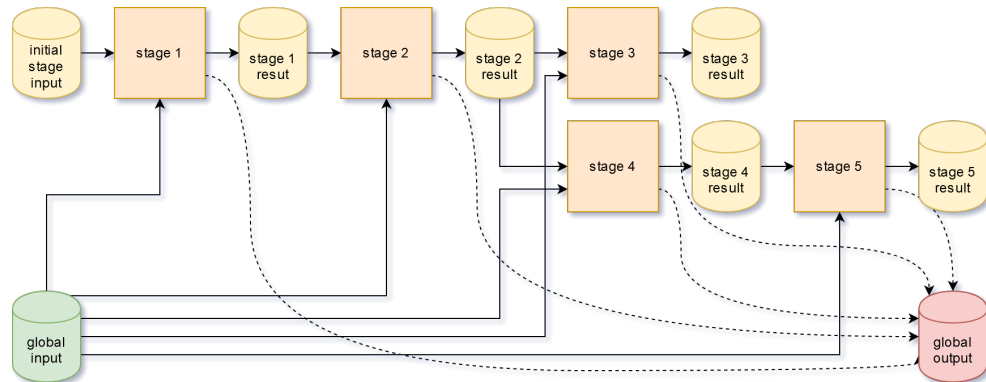 initial
stage
input
stage 1
stage 1
resut
stage 2
stage 2
result
stage 3
stage 3
result
stage 4
stage 4
result
stage 5
stage 5
result
global
input
global
output